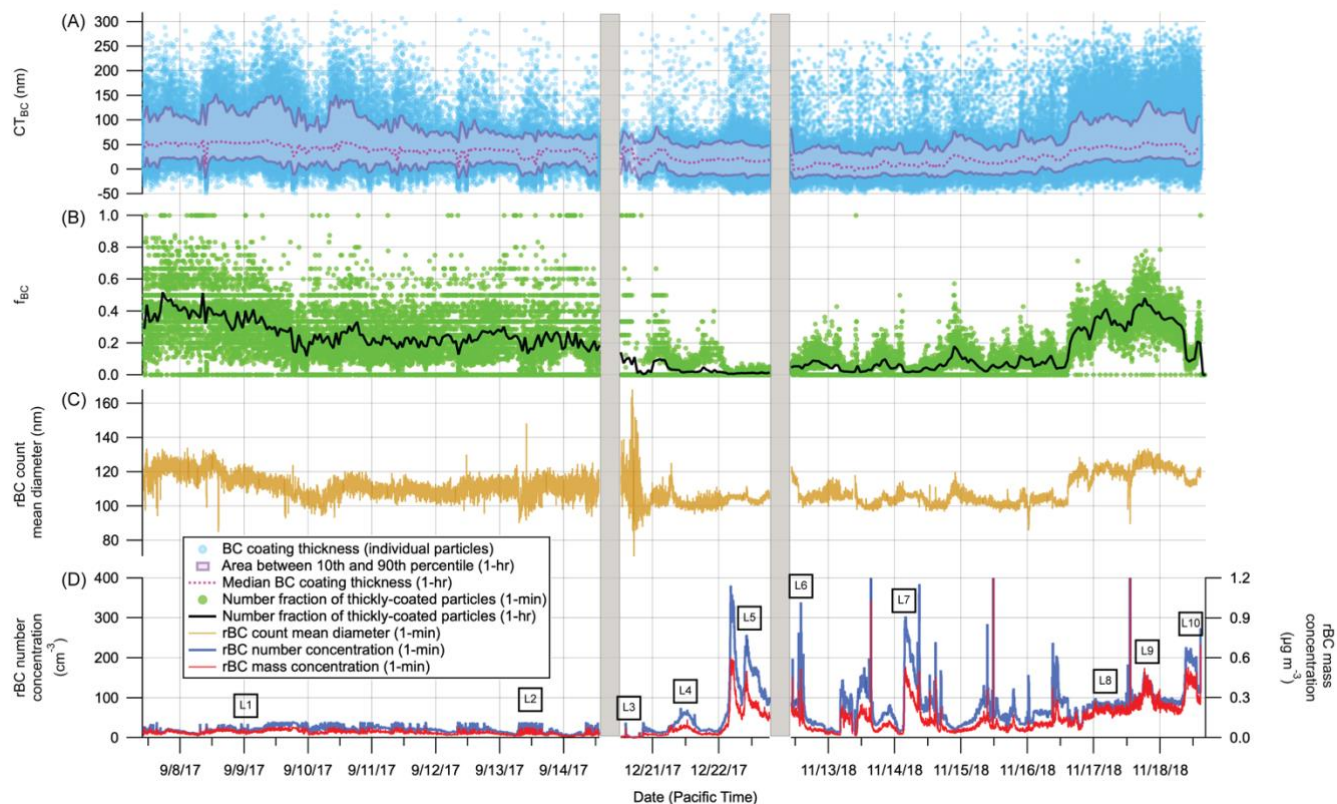 (A)
300
250
200
150
100
50
0
-50
CT_BC (nm)
(B)
1.0
0.8
0.6
0.4
0.2
0.0
f_BC
(C)
160
140
120
100
80
rBC count
mean diameter (nm)
BC coating thickness (individual particles)
Area between 10th and 90th percentile (1-hr)
Median BC coating thickness (1-hr)
Number fraction of thickly-coated particles (1-min)
Number fraction of thickly-coated particles (1-hr)
rBC count mean diameter (1-min)
rBC number concentration (1-min)
rBC mass concentration (1-min)
(D)
400
300
200
100
0
rBC number
concentration
(cm⁻³)
L1
L2
L3
L4
L5
L6
L7
L8
L9
L10
1.2
0.9
0.6
0.3
0.0
rBC mass
concentration
(µg m⁻³)
9/8/17 9/9/17 9/10/17 9/11/17 9/12/17 9/13/17 9/14/17 12/21/17 12/22/17 11/13/18 11/14/18 11/15/18 11/16/18 11/17/18 11/18/18
Date (Pacific Time)